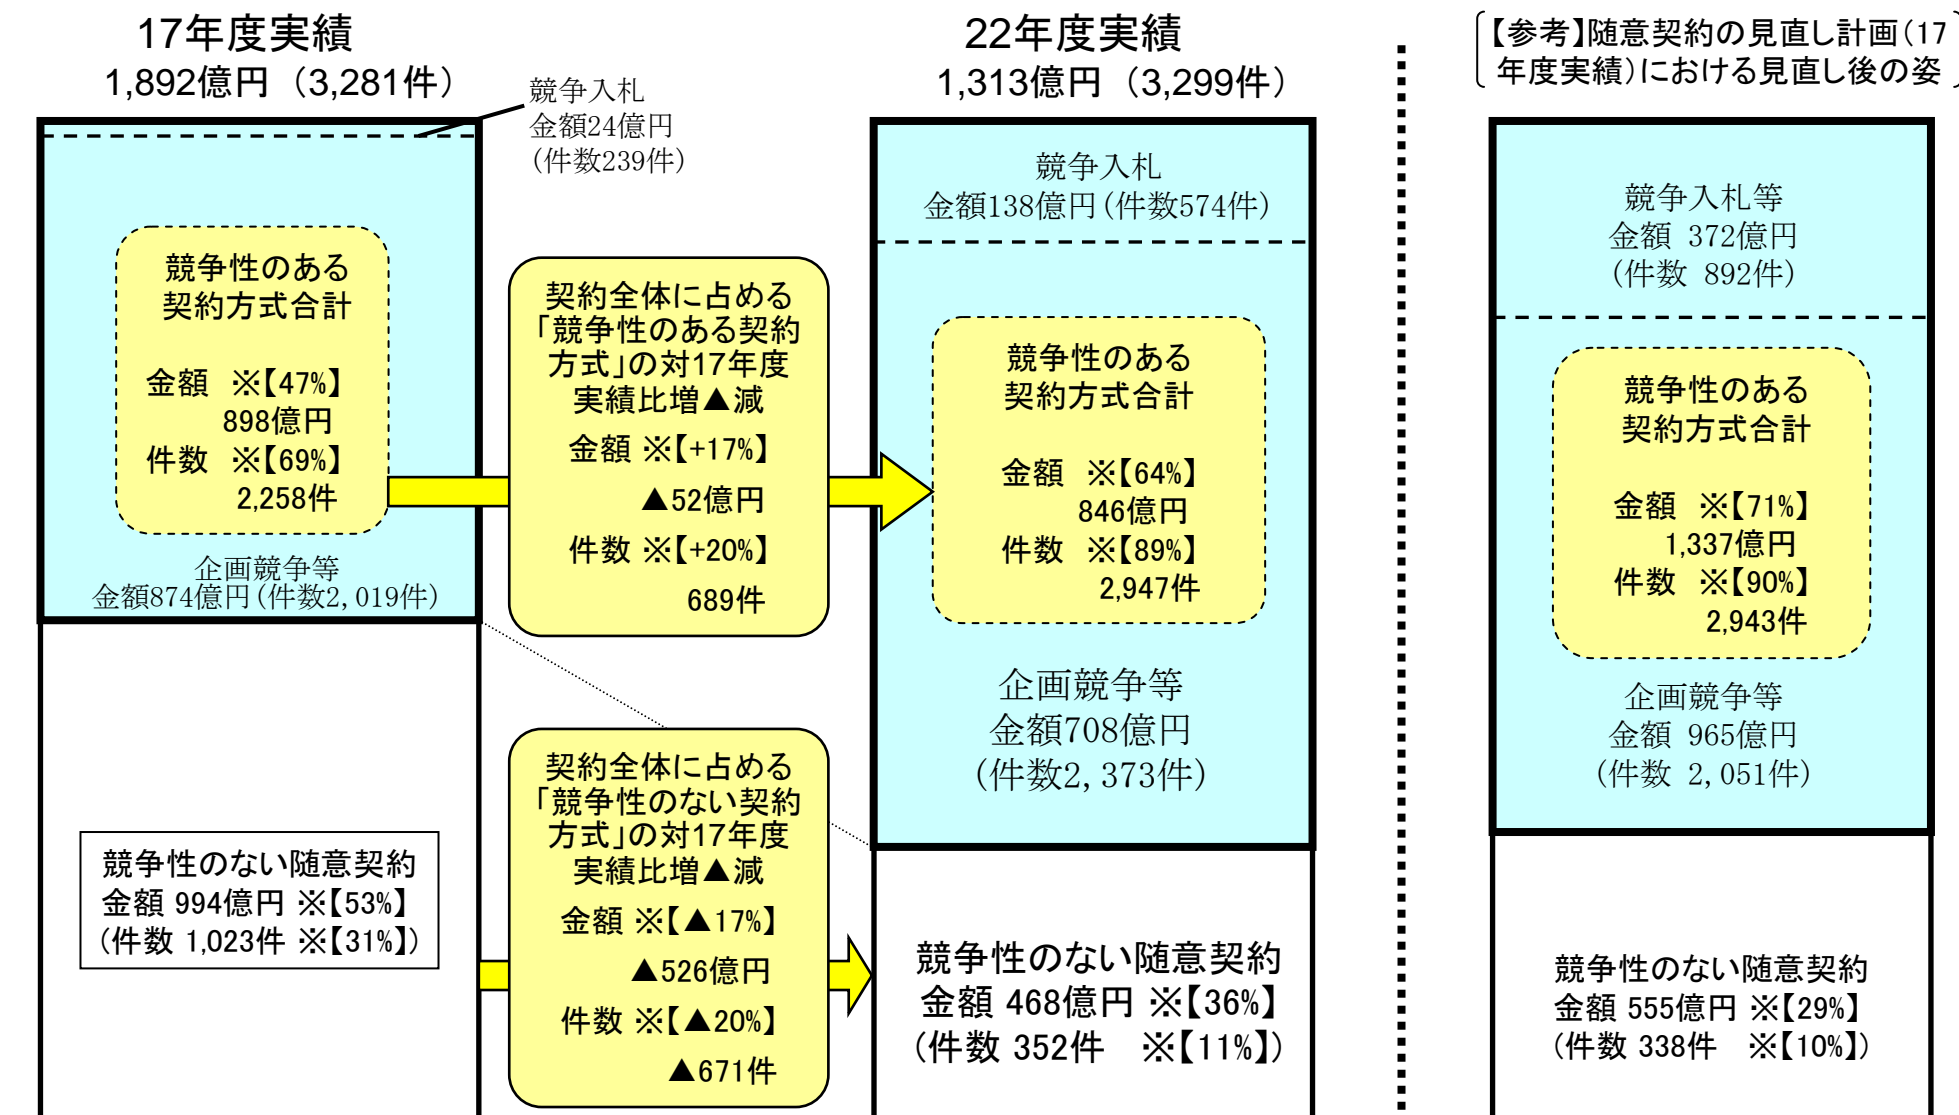 17年度実績
1,892億円（3,281件）
競争入札
金額24億円
（件数239件）
競争性のある
契約方式合計
金額 ※【47%】
898億円
件数 ※【69%】
2,258件
企画競争等
金額874億円（件数2,019件）
競争性のない随意契約
金額 994億円 ※【53%】
（件数 1,023件 ※【31%】）
契約全体に占める
「競争性のある契約
方式」の対17年度
実績比増▲減
金額 ※【+17%】
▲52億円
件数 ※【+20%】
689件
契約全体に占める
「競争性のない契約
方式」の対17年度
実績比増▲減
金額 ※【▲17%】
▲526億円
件数 ※【▲20%】
▲671件
22年度実績
1,313億円（3,299件）
競争入札
金額138億円（件数574件）
競争性のある
契約方式合計
金額 ※【64%】
846億円
件数 ※【89%】
2,947件
企画競争等
金額708億円
（件数2,373件）
競争性のない随意契約
金額 468億円 ※【36%】
（件数 352件 ※【11%】）
【参考】随意契約の見直し計画（17
年度実績）における見直し後の姿
競争入札等
金額 372億円
（件数 892件）
競争性のある
契約方式合計
金額 ※【71%】
1,337億円
件数 ※【90%】
2,943件
企画競争等
金額 965億円
（件数 2,051件）
競争性のない随意契約
金額 555億円 ※【29%】
（件数 338件 ※【10%】）